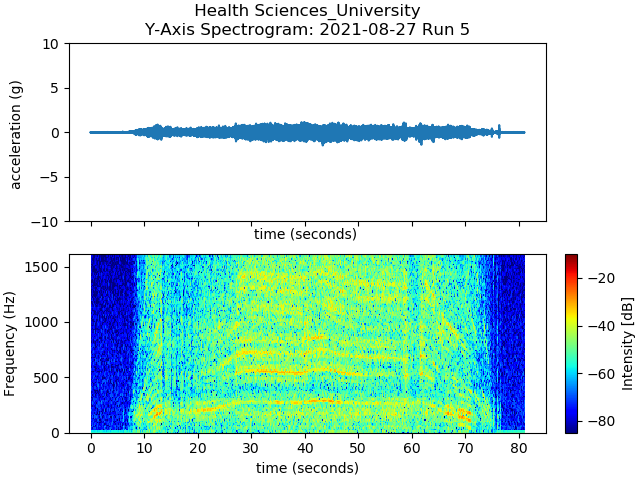 Health Sciences_University
Y-Axis Spectrogram: 2021-08-27 Run 5
10
5
0
−5
−10
acceleration (g)
time (seconds)
1500
1000
500
0
Frequency (Hz)
0 10 20 30 40 50 60 70 80
time (seconds)
−20
−40
−60
−80
Intensity [dB]